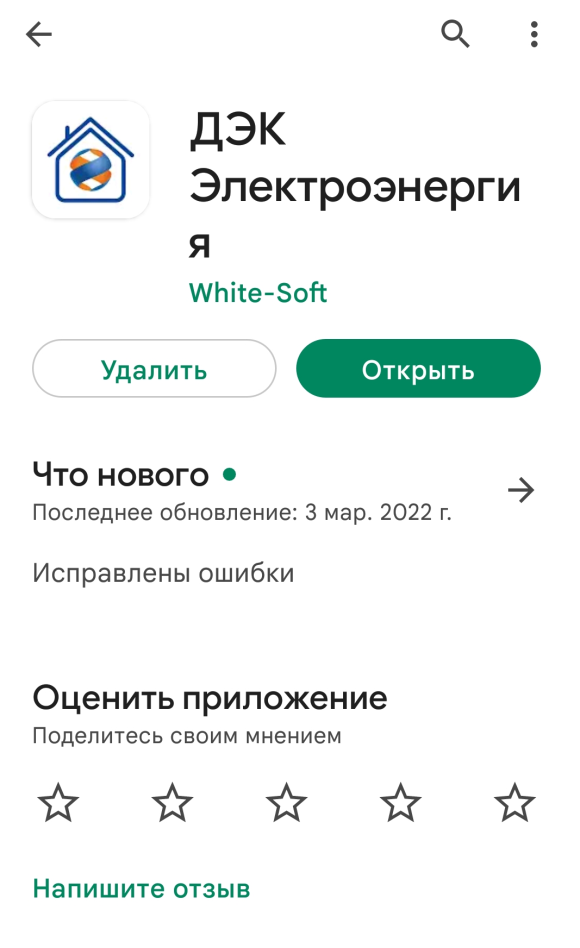 ДЭК
Электроэнерги
я
White-Soft
Удалить
Открыть
Что нового
Последнее обновление: 3 мар. 2022 г.
Исправлены ошибки
Оценить приложение
Поделитесь своим мнением
Напишите отзыв